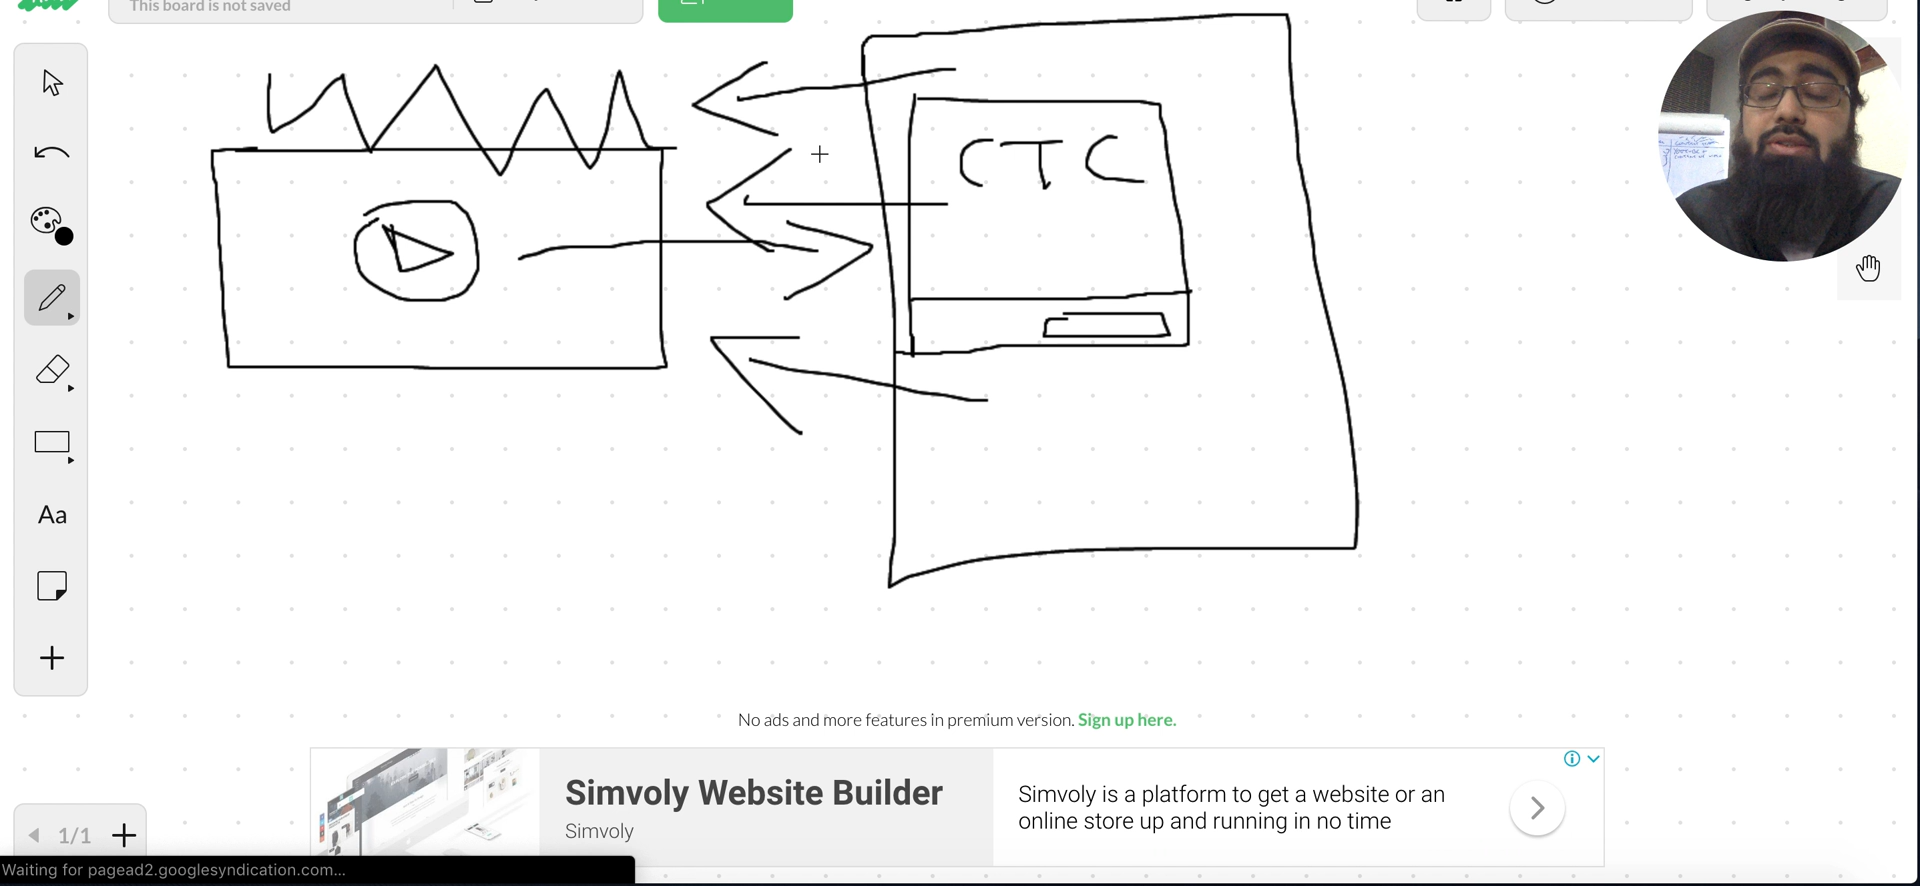 This board is not saved
CTC
Aa
No ads and more features in premium version. Sign up here.
Simvoly Website Builder
Simvoly
Simvoly is a platform to get a website or an
online store up and running in no time
1/1
Waiting for pagead2.googlesyndication.com...